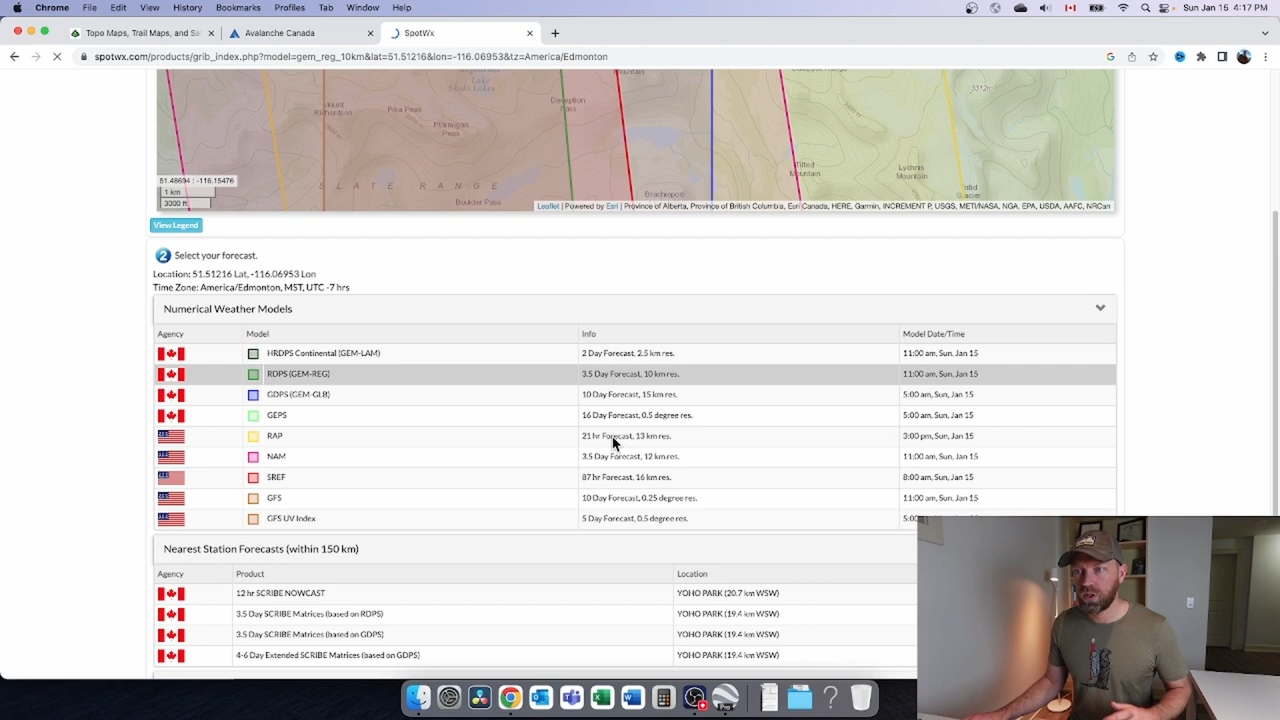 Chrome File Edit View History Bookmarks Profiles Tab Window Help Sun Jan 15 4:17 PM
Topo Maps, Trail Maps, and Sa Avalanche Canada SpotWx
spotwx.com/products/grib_index.php?model=gem_reg_10km&lat=51.51216&lon=-116.06953&tz=America/Edmonton
Skoki Lakes
Mount Richardson
Pika Peak
Ptarmigan Peak
Deception Pass
3312m
Tilted Mountain
Lychnis Mountain
51.48694 : -116.15476
1 km
3000 ft
SLATE RANGE
Boulder Pass
Brachiopod
Leaflet | Powered by Esri | Province of Alberta, Province of British Columbia, Esri Canada, HERE, Garmin, INCREMENT P, USGS, METI/NASA, NGA, EPA, USDA, AAFC, NRCan
View Legend
2 Select your forecast.
Location: 51.51216 Lat, -116.06953 Lon
Time Zone: America/Edmonton, MST, UTC -7 hrs
Numerical Weather Models
Agency Model Info Model Date/Time
HRDPS Continental (GEM-LAM) 2 Day Forecast, 2.5 km res. 11:00 am, Sun, Jan 15
RDPS (GEM-REG) 3.5 Day Forecast, 10 km res. 11:00 am, Sun, Jan 15
GDPS (GEM-GLB) 10 Day Forecast, 15 km res. 5:00 am, Sun, Jan 15
GEPS 16 Day Forecast, 0.5 degree res. 5:00 am, Sun, Jan 15
RAP 21 hr Forecast, 13 km res. 3:00 pm, Sun, Jan 15
NAM 3.5 Day Forecast, 12 km res. 11:00 am, Sun, Jan 15
SREF 87 hr Forecast, 16 km res. 8:00 am, Sun, Jan 15
GFS 10 Day Forecast, 0.25 degree res. 11:00 am, Sun, Jan 15
GFS UV Index 5 Day Forecast, 0.5 degree res. 5:00
Nearest Station Forecasts (within 150 km)
Agency Product Location
12 hr SCRIBE NOWCAST YOHO PARK (20.7 km WSW)
3.5 Day SCRIBE Matrices (based on RDPS) YOHO PARK (19.4 km WSW)
3.5 Day SCRIBE Matrices (based on GDPS) YOHO PARK (19.4 km WSW)
4-6 Day Extended SCRIBE Matrices (based on GDPS) YOHO PARK (19.4 km WSW)
Pro